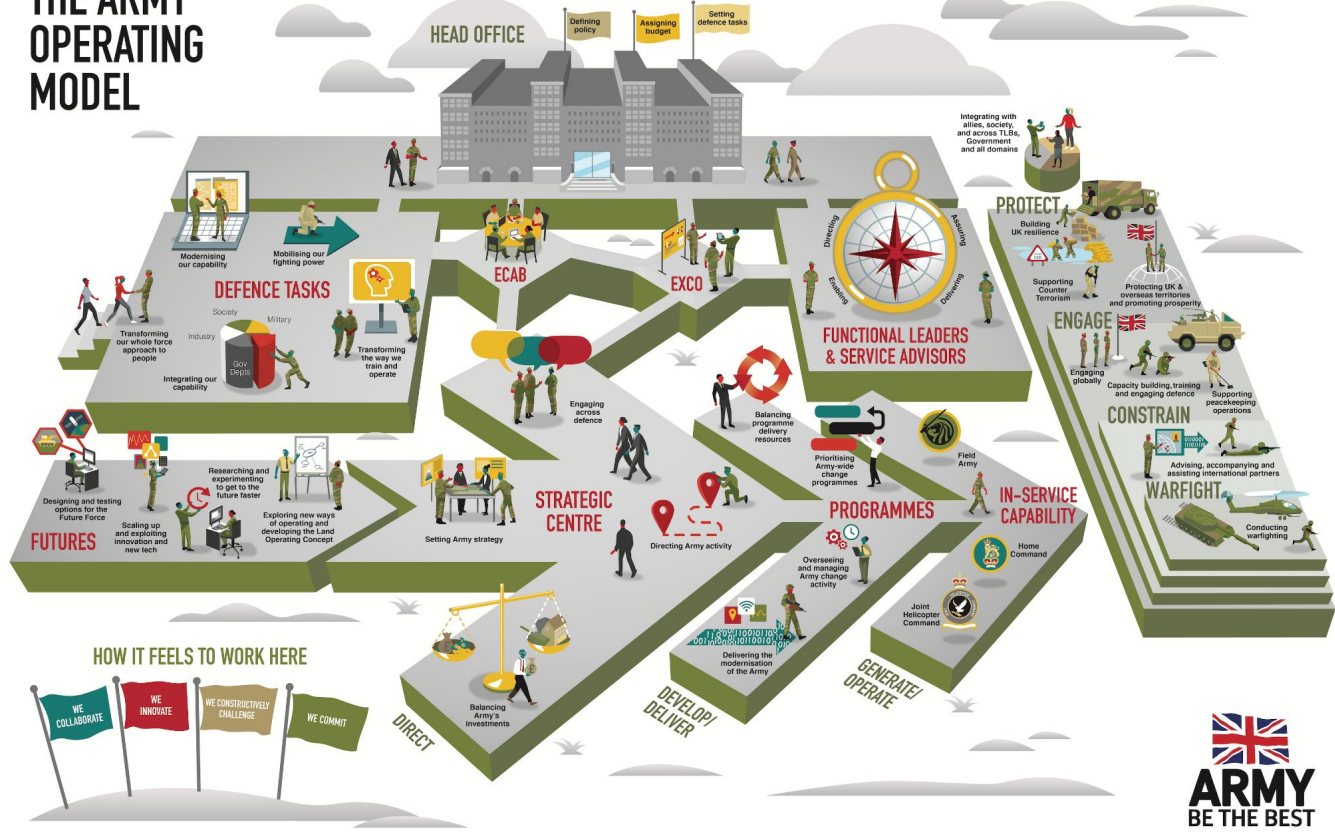 THE ARMY
OPERATING
MODEL
HEAD OFFICE
Defining
policy
Assigning
budget
Setting
defence tasks
Integrating with
allies, society,
and across TLBs,
Government
and all domains
Modernising
our capability
Mobilising our
fighting power
DEFENCE TASKS
Transforming
our whole force
approach to
people
Society
Military
Industry
Gov
Depts
Integrating our
capability
Transforming
the way we
train and
operate
ECAB
EXCO
Directing
Assuring
Enabling
Delivering
FUNCTIONAL LEADERS
& SERVICE ADVISORS
PROTECT
Building
UK resilience
Supporting
Counter
Terrorism
Protecting UK &
overseas territories
and promoting prosperity
ENGAGE
Engaging
globally
Capacity building, training
and engaging defence
Supporting
peacekeeping
operations
CONSTRAIN
Advising, accompanying and
assisting international partners
WARFIGHT
Conducting
warfighting
Designing and testing
options for the
Future Force
Scaling up
and exploiting
innovation and
new tech
Researching and
experimenting
to get to the
future faster
Exploring new ways
of operating and
developing the Land
Operating Concept
FUTURES
Setting Army strategy
Engaging
across
defence
STRATEGIC
CENTRE
Directing Army activity
Balancing
Army's
investments
DIRECT
Balancing
programme
delivery
resources
Prioritising
Army-wide
change
programmes
PROGRAMMES
Overseeing
and managing
Army change
activity
Delivering the
modernisation
of the Army
DEVELOP/
DELIVER
Field
Army
IN-SERVICE
CAPABILITY
Home
Command
Joint
Helicopter
Command
GENERATE/
OPERATE
HOW IT FEELS TO WORK HERE
WE
COLLABORATE
WE
INNOVATE
WE CONSTRUCTIVELY
CHALLENGE
WE COMMIT
ARMY
BE THE BEST